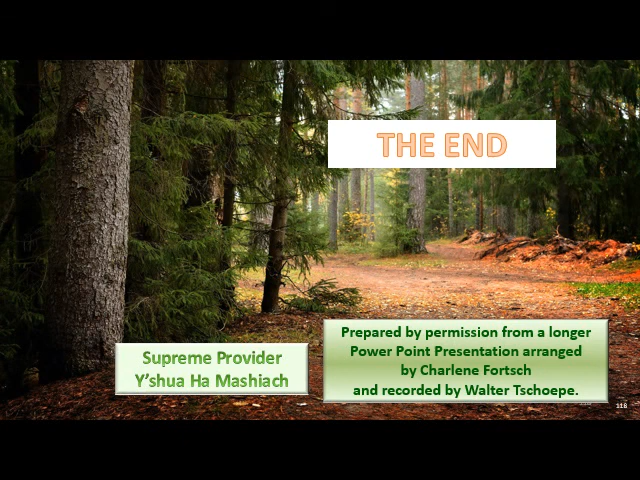 THE END
Supreme Provider
Y'shua Ha Mashiach
Prepared by permission from a longer
Power Point Presentation arranged
by Charlene Fortsch
and recorded by Walter Tschoepe.
118